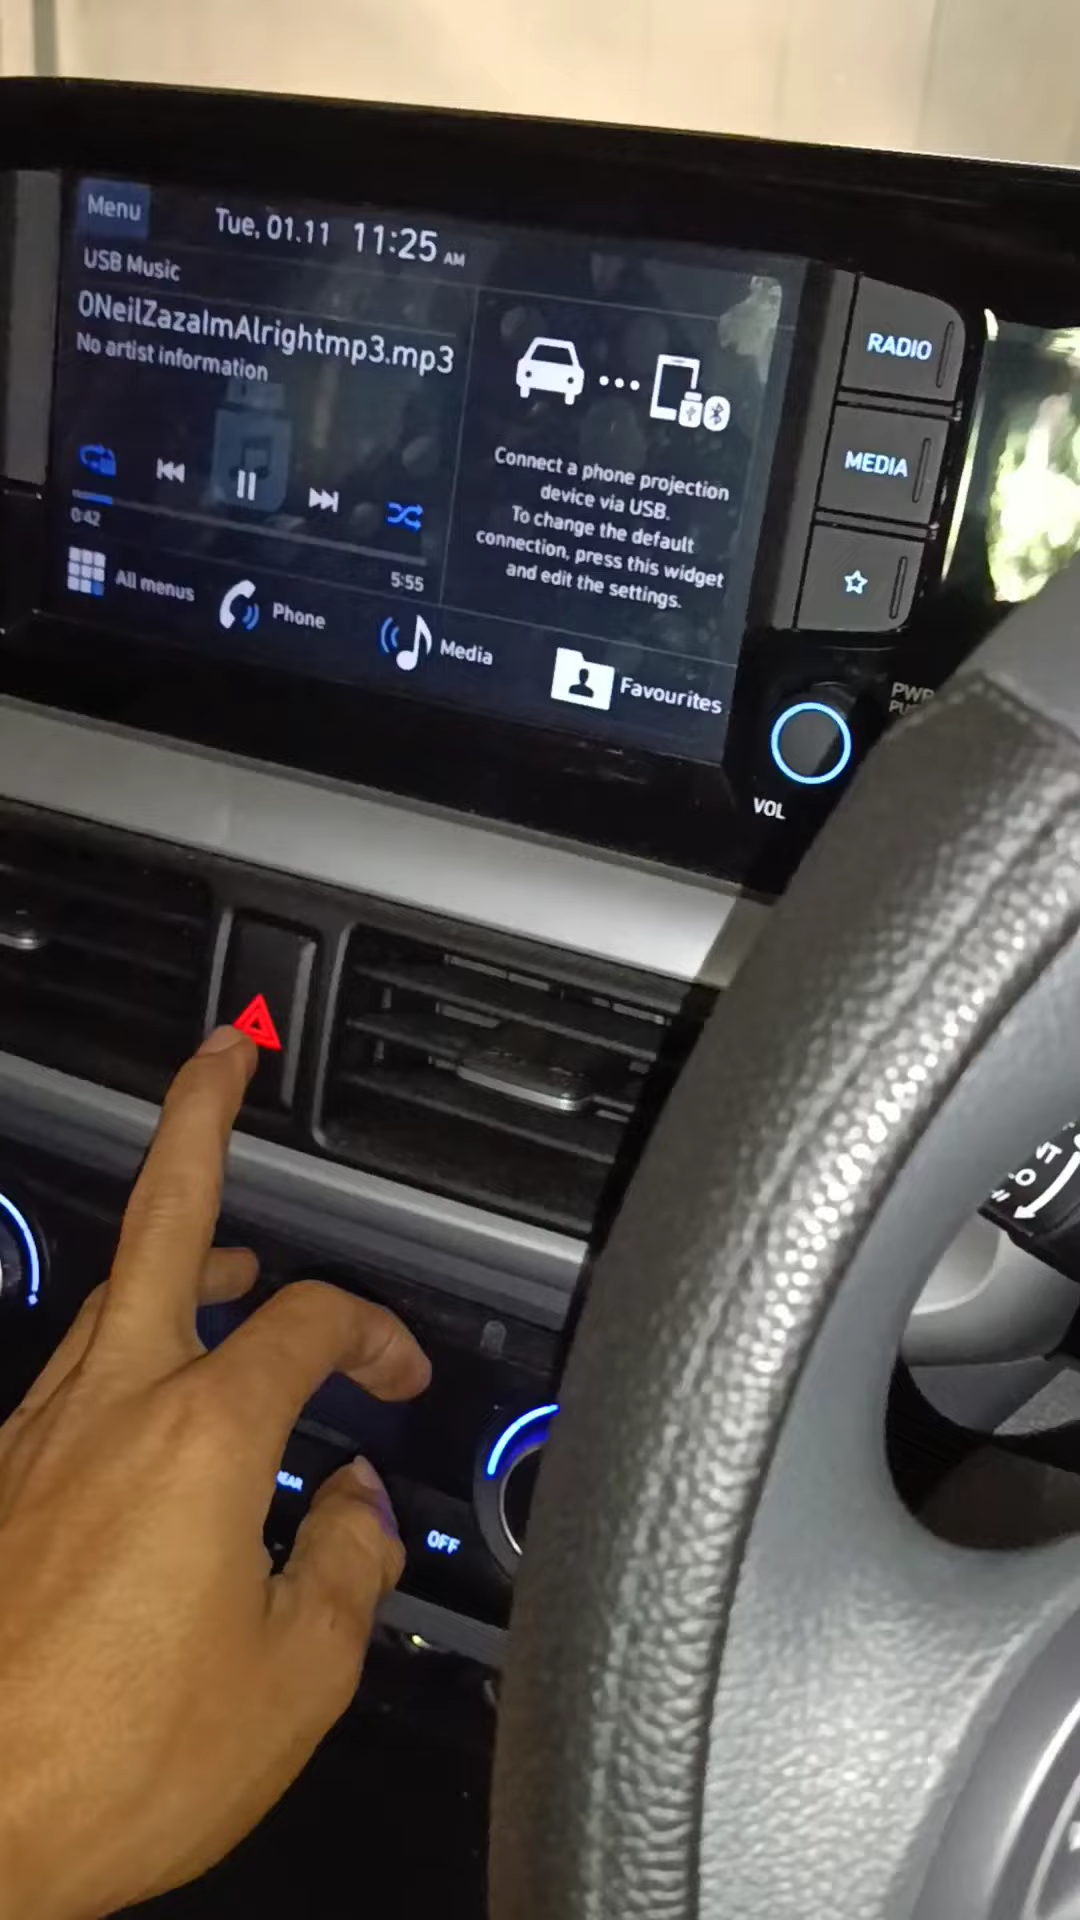 Menu
Tue, 01.11 11:25 AM
USB Music
0NeilZazaImAlrightmp3.mp3
No artist information
0:42
5:55
Connect a phone projection
device via USB.
To change the default
connection, press this widget
and edit the settings.
All menus
Phone
Media
Favourites
RADIO
MEDIA
PWR
VOL
OFF